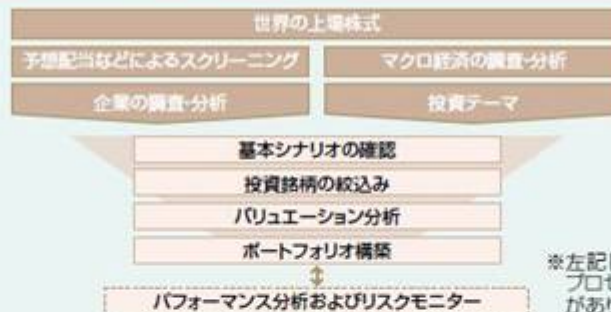 世界の上場株式
予想配当などによるスクリーニング
マクロ経済の調査・分析
企業の調査・分析
投資テーマ
基本シナリオの確認
投資銘柄の絞込み
バリュエーション分析
ポートフォリオ構築
パフォーマンス分析およびリスクモニター
※左記
プロセ
があ